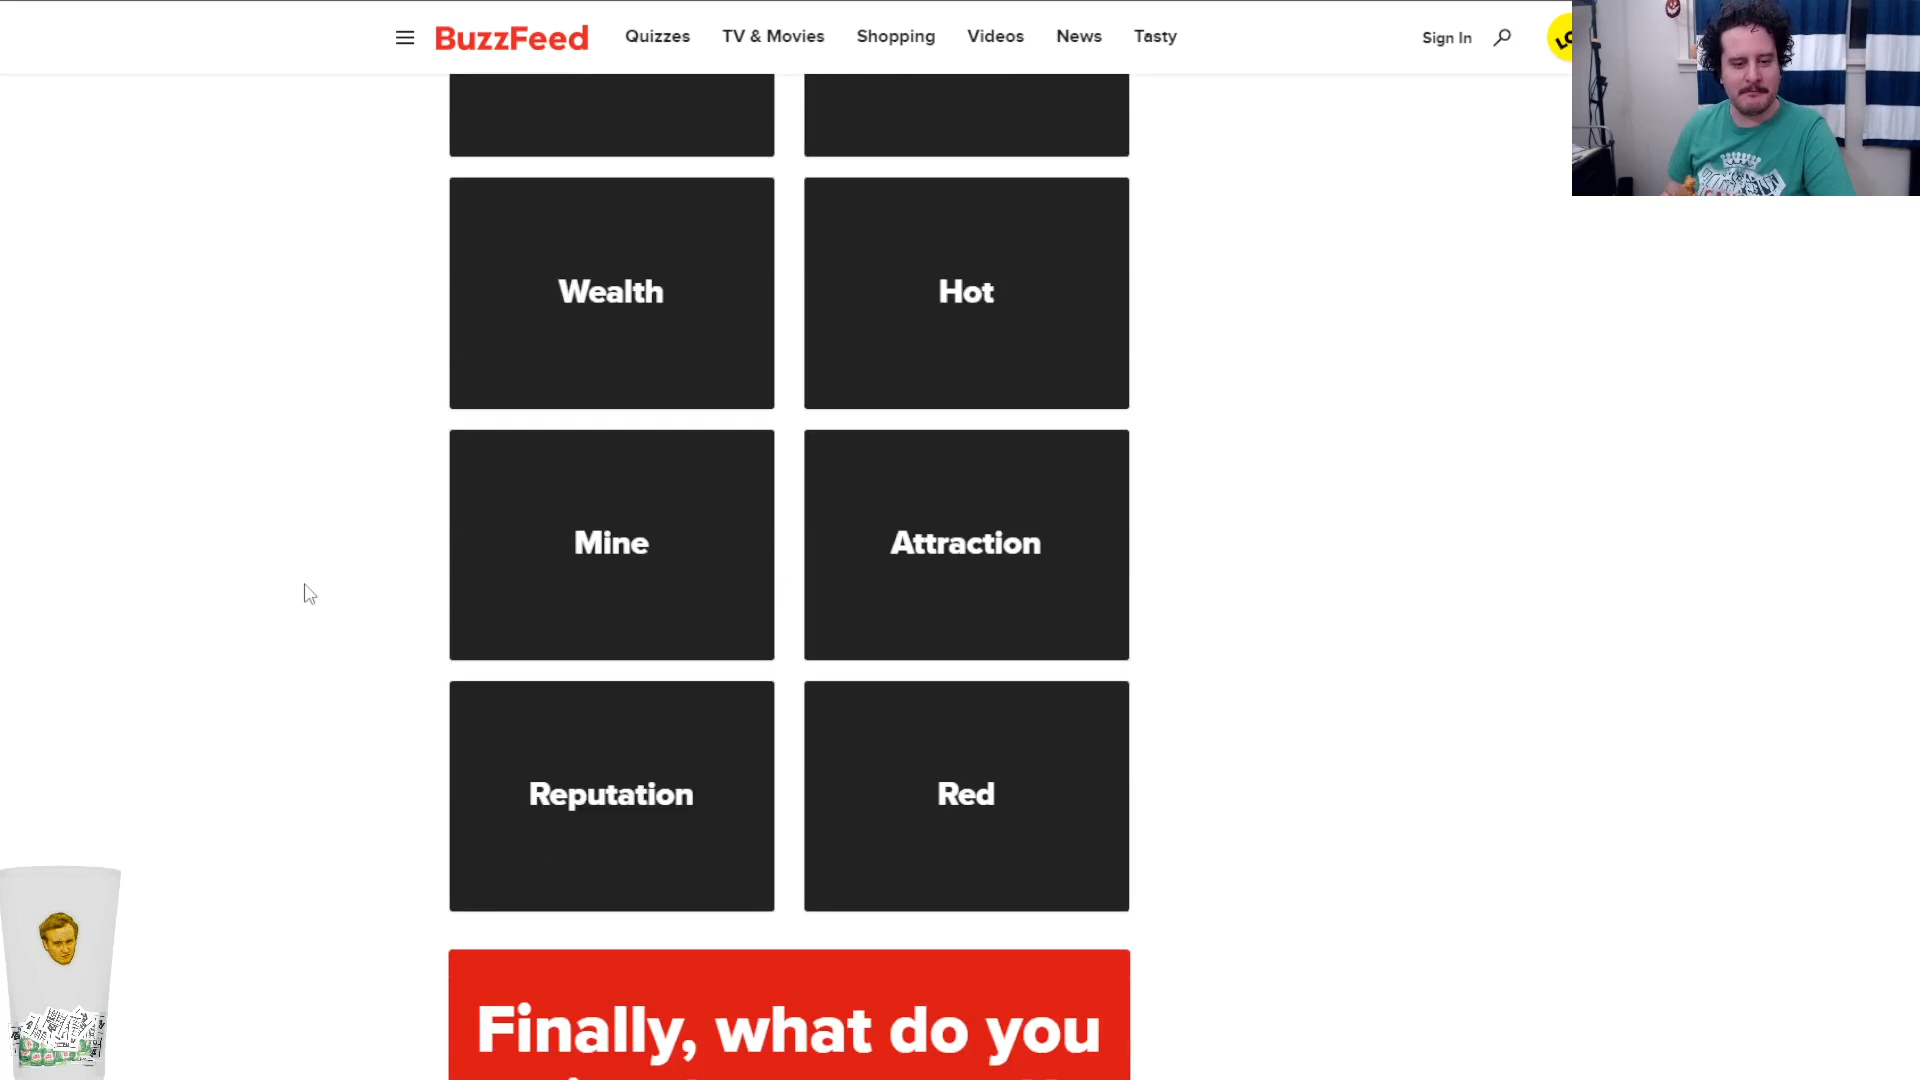 BuzzFeed
Quizzes
TV & Movies
Shopping
Videos
News
Tasty
Sign In
LO
Wealth
Hot
Mine
Attraction
Reputation
Red
Finally, what do you